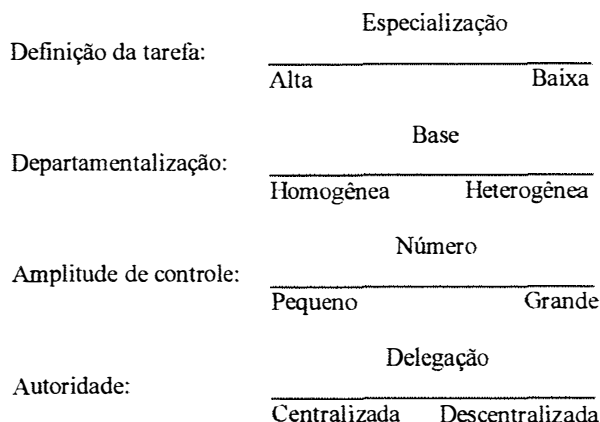 Especialização
Definição da tarefa:
Alta Baixa
Base
Departamentalização:
Homogênea Heterogênea
Número
Amplitude de controle:
Pequeno Grande
Delegação
Autoridade:
Centralizada Descentralizada